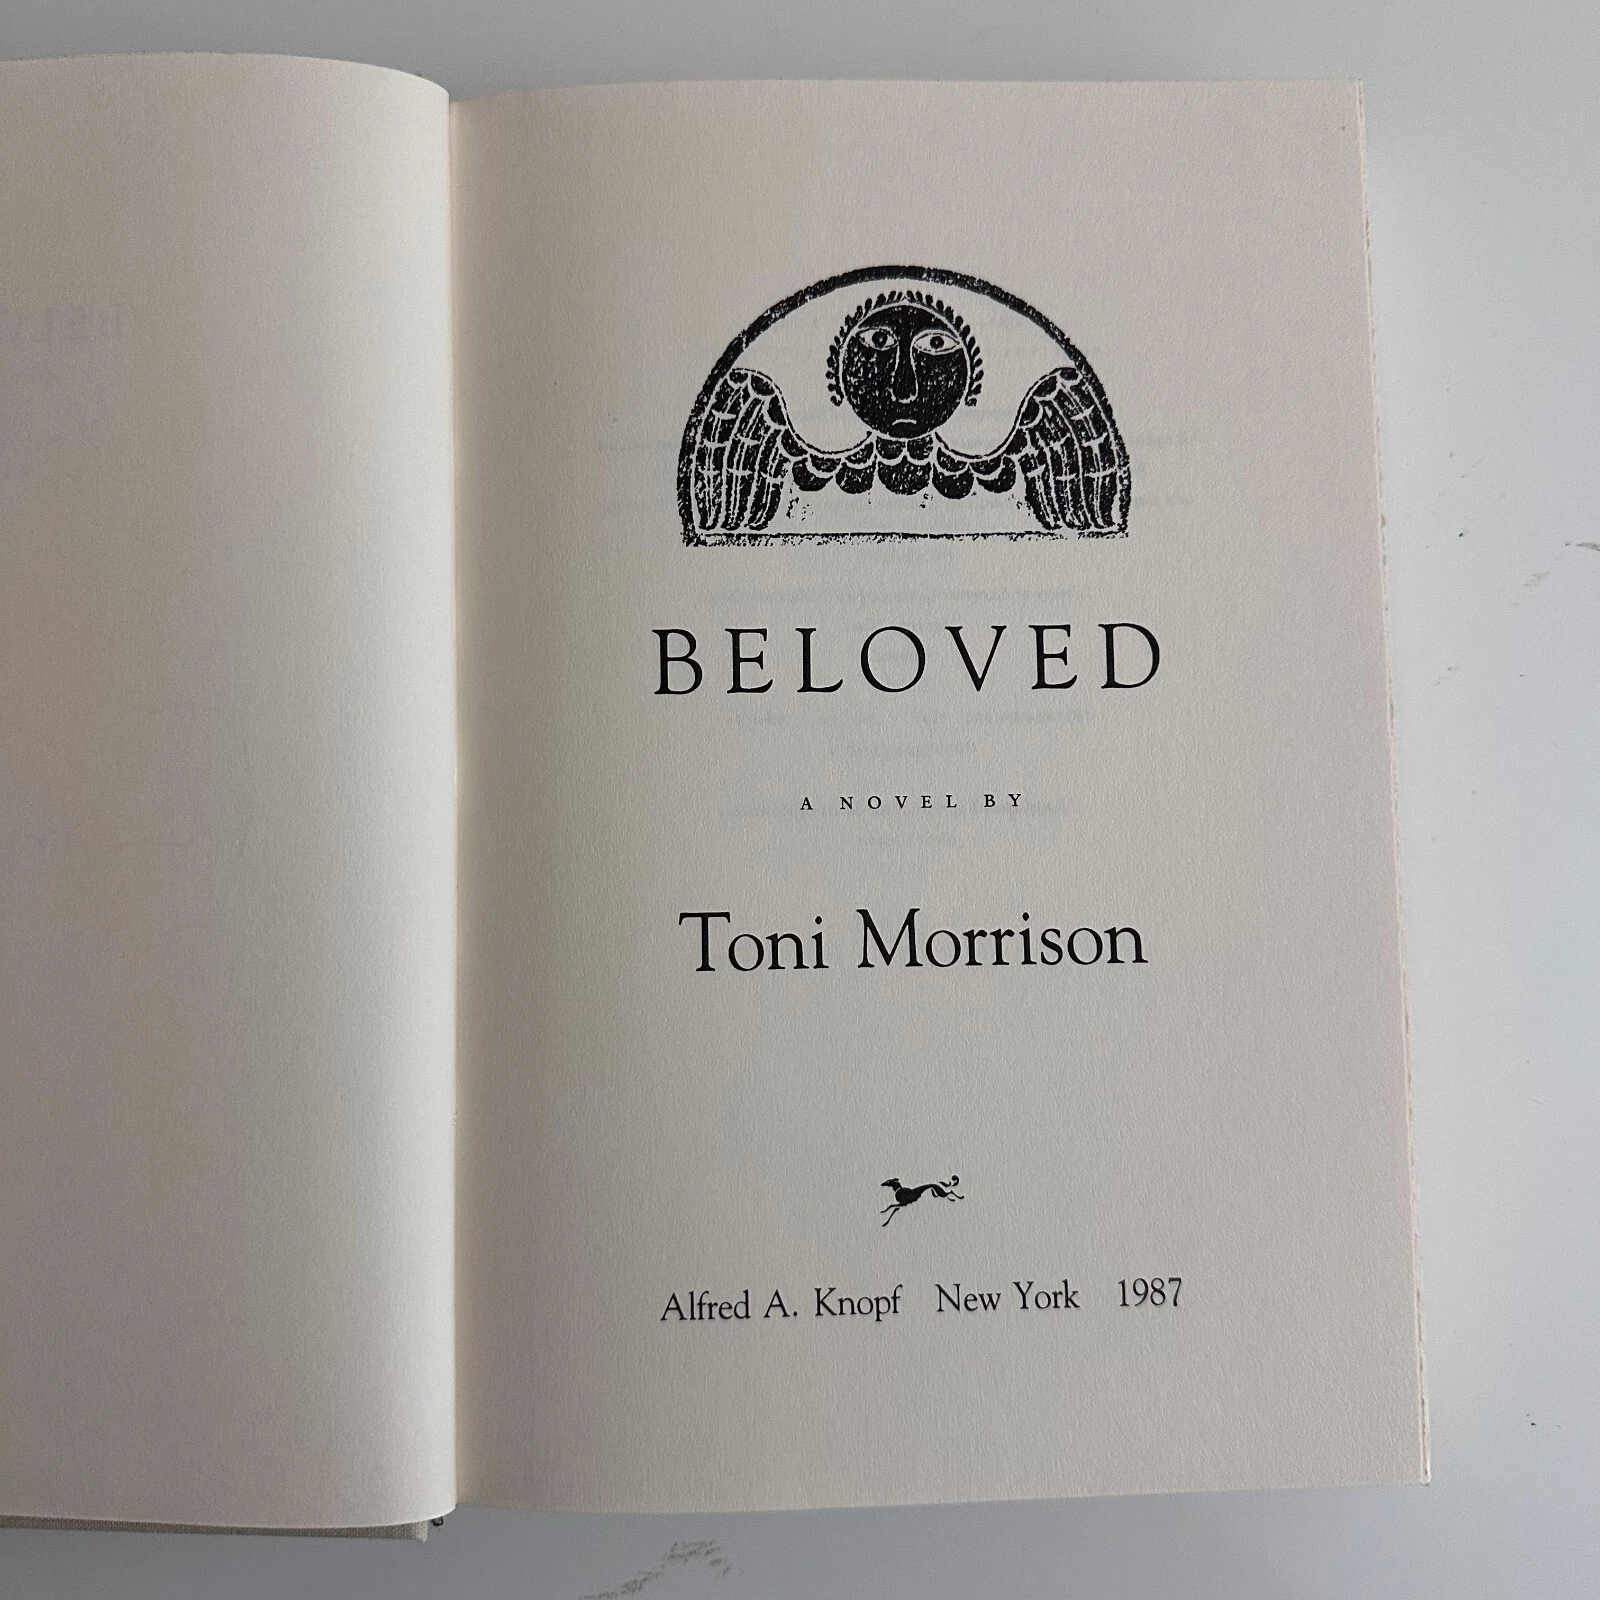 BELOVED
A NOVEL BY
Toni Morrison
Alfred A. Knopf New York 1987